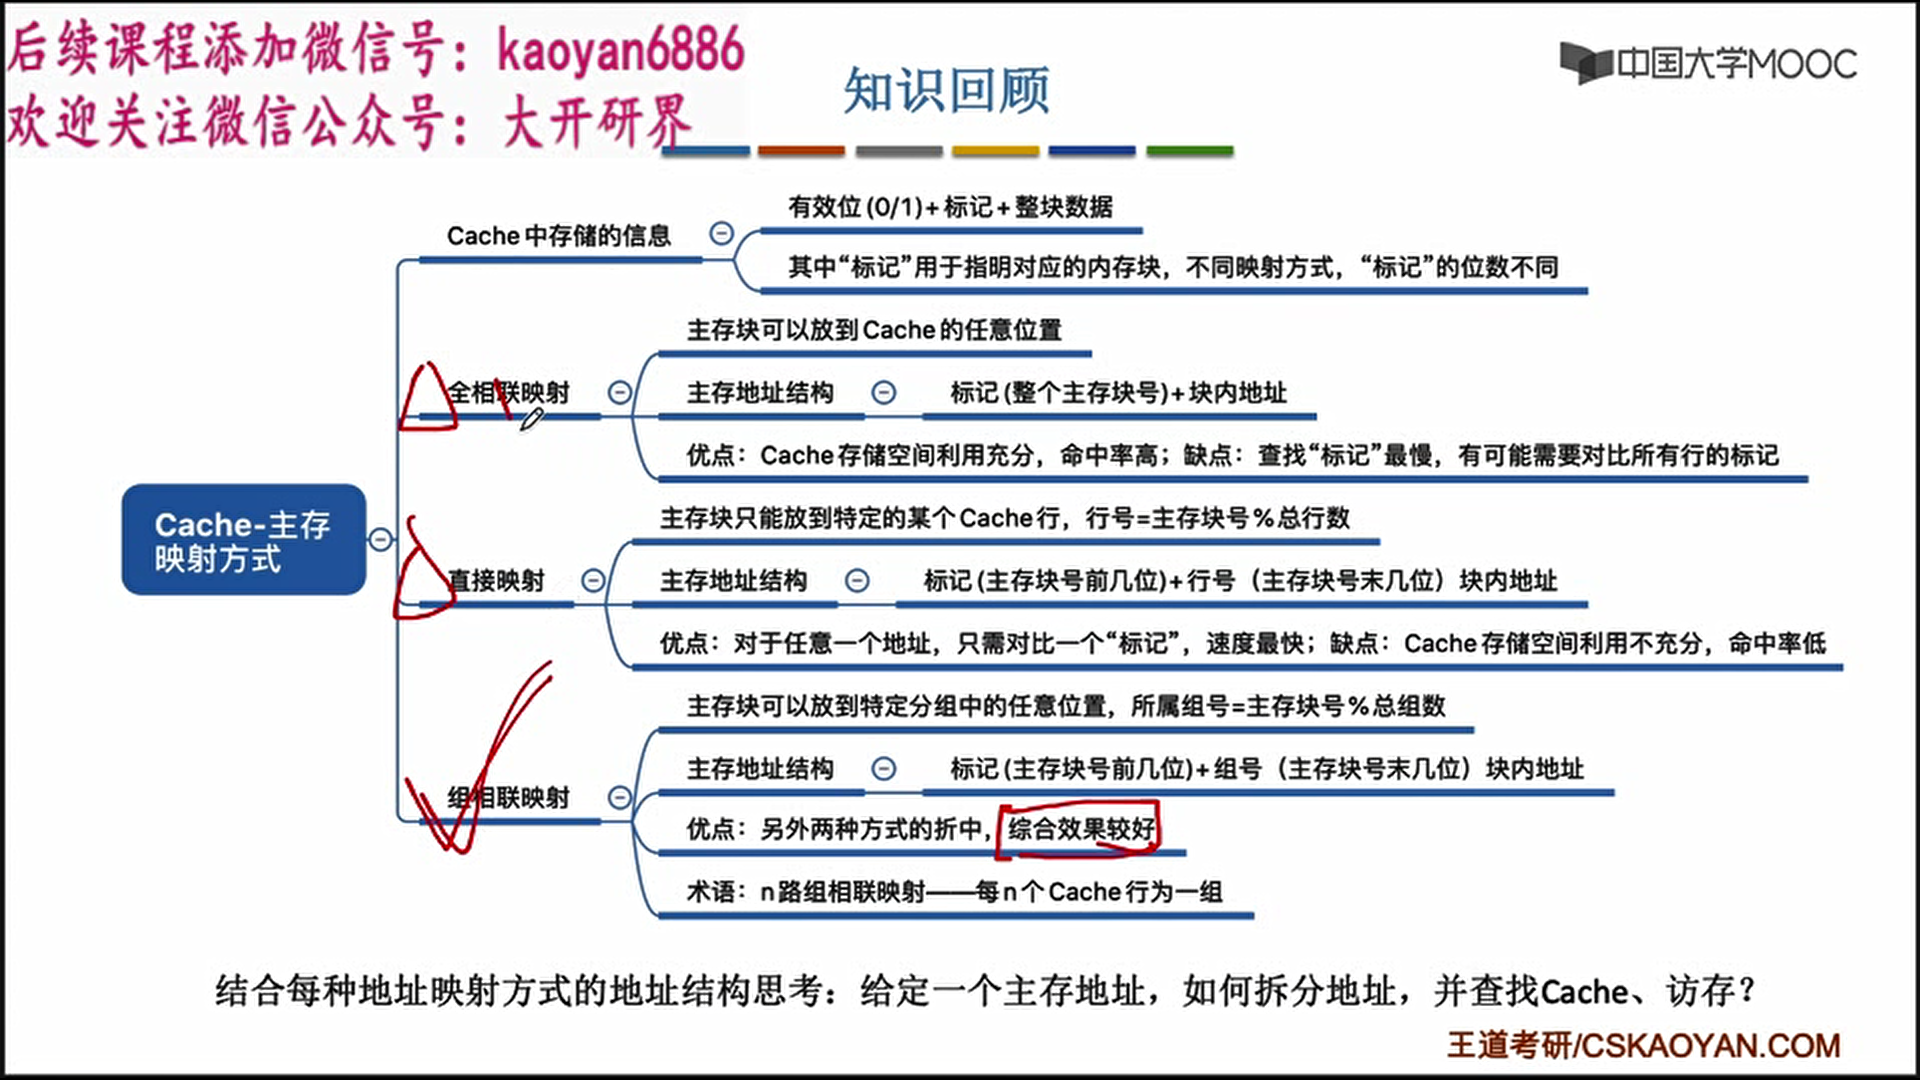 后续课程添加微信号：kaoyan6886
欢迎关注微信公众号：大开研界
中国大学MOOC
知识回顾
Cache-主存
映射方式
Cache中存储的信息
有效位(0/1)+标记+整块数据
其中“标记”用于指明对应的内存块，不同映射方式，“标记”的位数不同
全相联映射
主存块可以放到Cache的任意位置
主存地址结构
标记(整个主存块号)+块内地址
优点：Cache存储空间利用充分，命中率高；缺点：查找“标记”最慢，有可能需要对比所有行的标记
直接映射
主存块只能放到特定的某个Cache行，行号=主存块号%总行数
主存地址结构
标记(主存块号前几位)+行号（主存块号末几位）块内地址
优点：对于任意一个地址，只需对比一个“标记”，速度最快；缺点：Cache存储空间利用不充分，命中率低
组相联映射
主存块可以放到特定分组中的任意位置，所属组号=主存块号%总组数
主存地址结构
标记(主存块号前几位)+组号（主存块号末几位）块内地址
优点：另外两种方式的折中，综合效果较好
术语：n路组相联映射——每n个Cache行为一组
结合每种地址映射方式的地址结构思考：给定一个主存地址，如何拆分地址，并查找Cache、访存？
王道考研/CSKAOYAN.COM